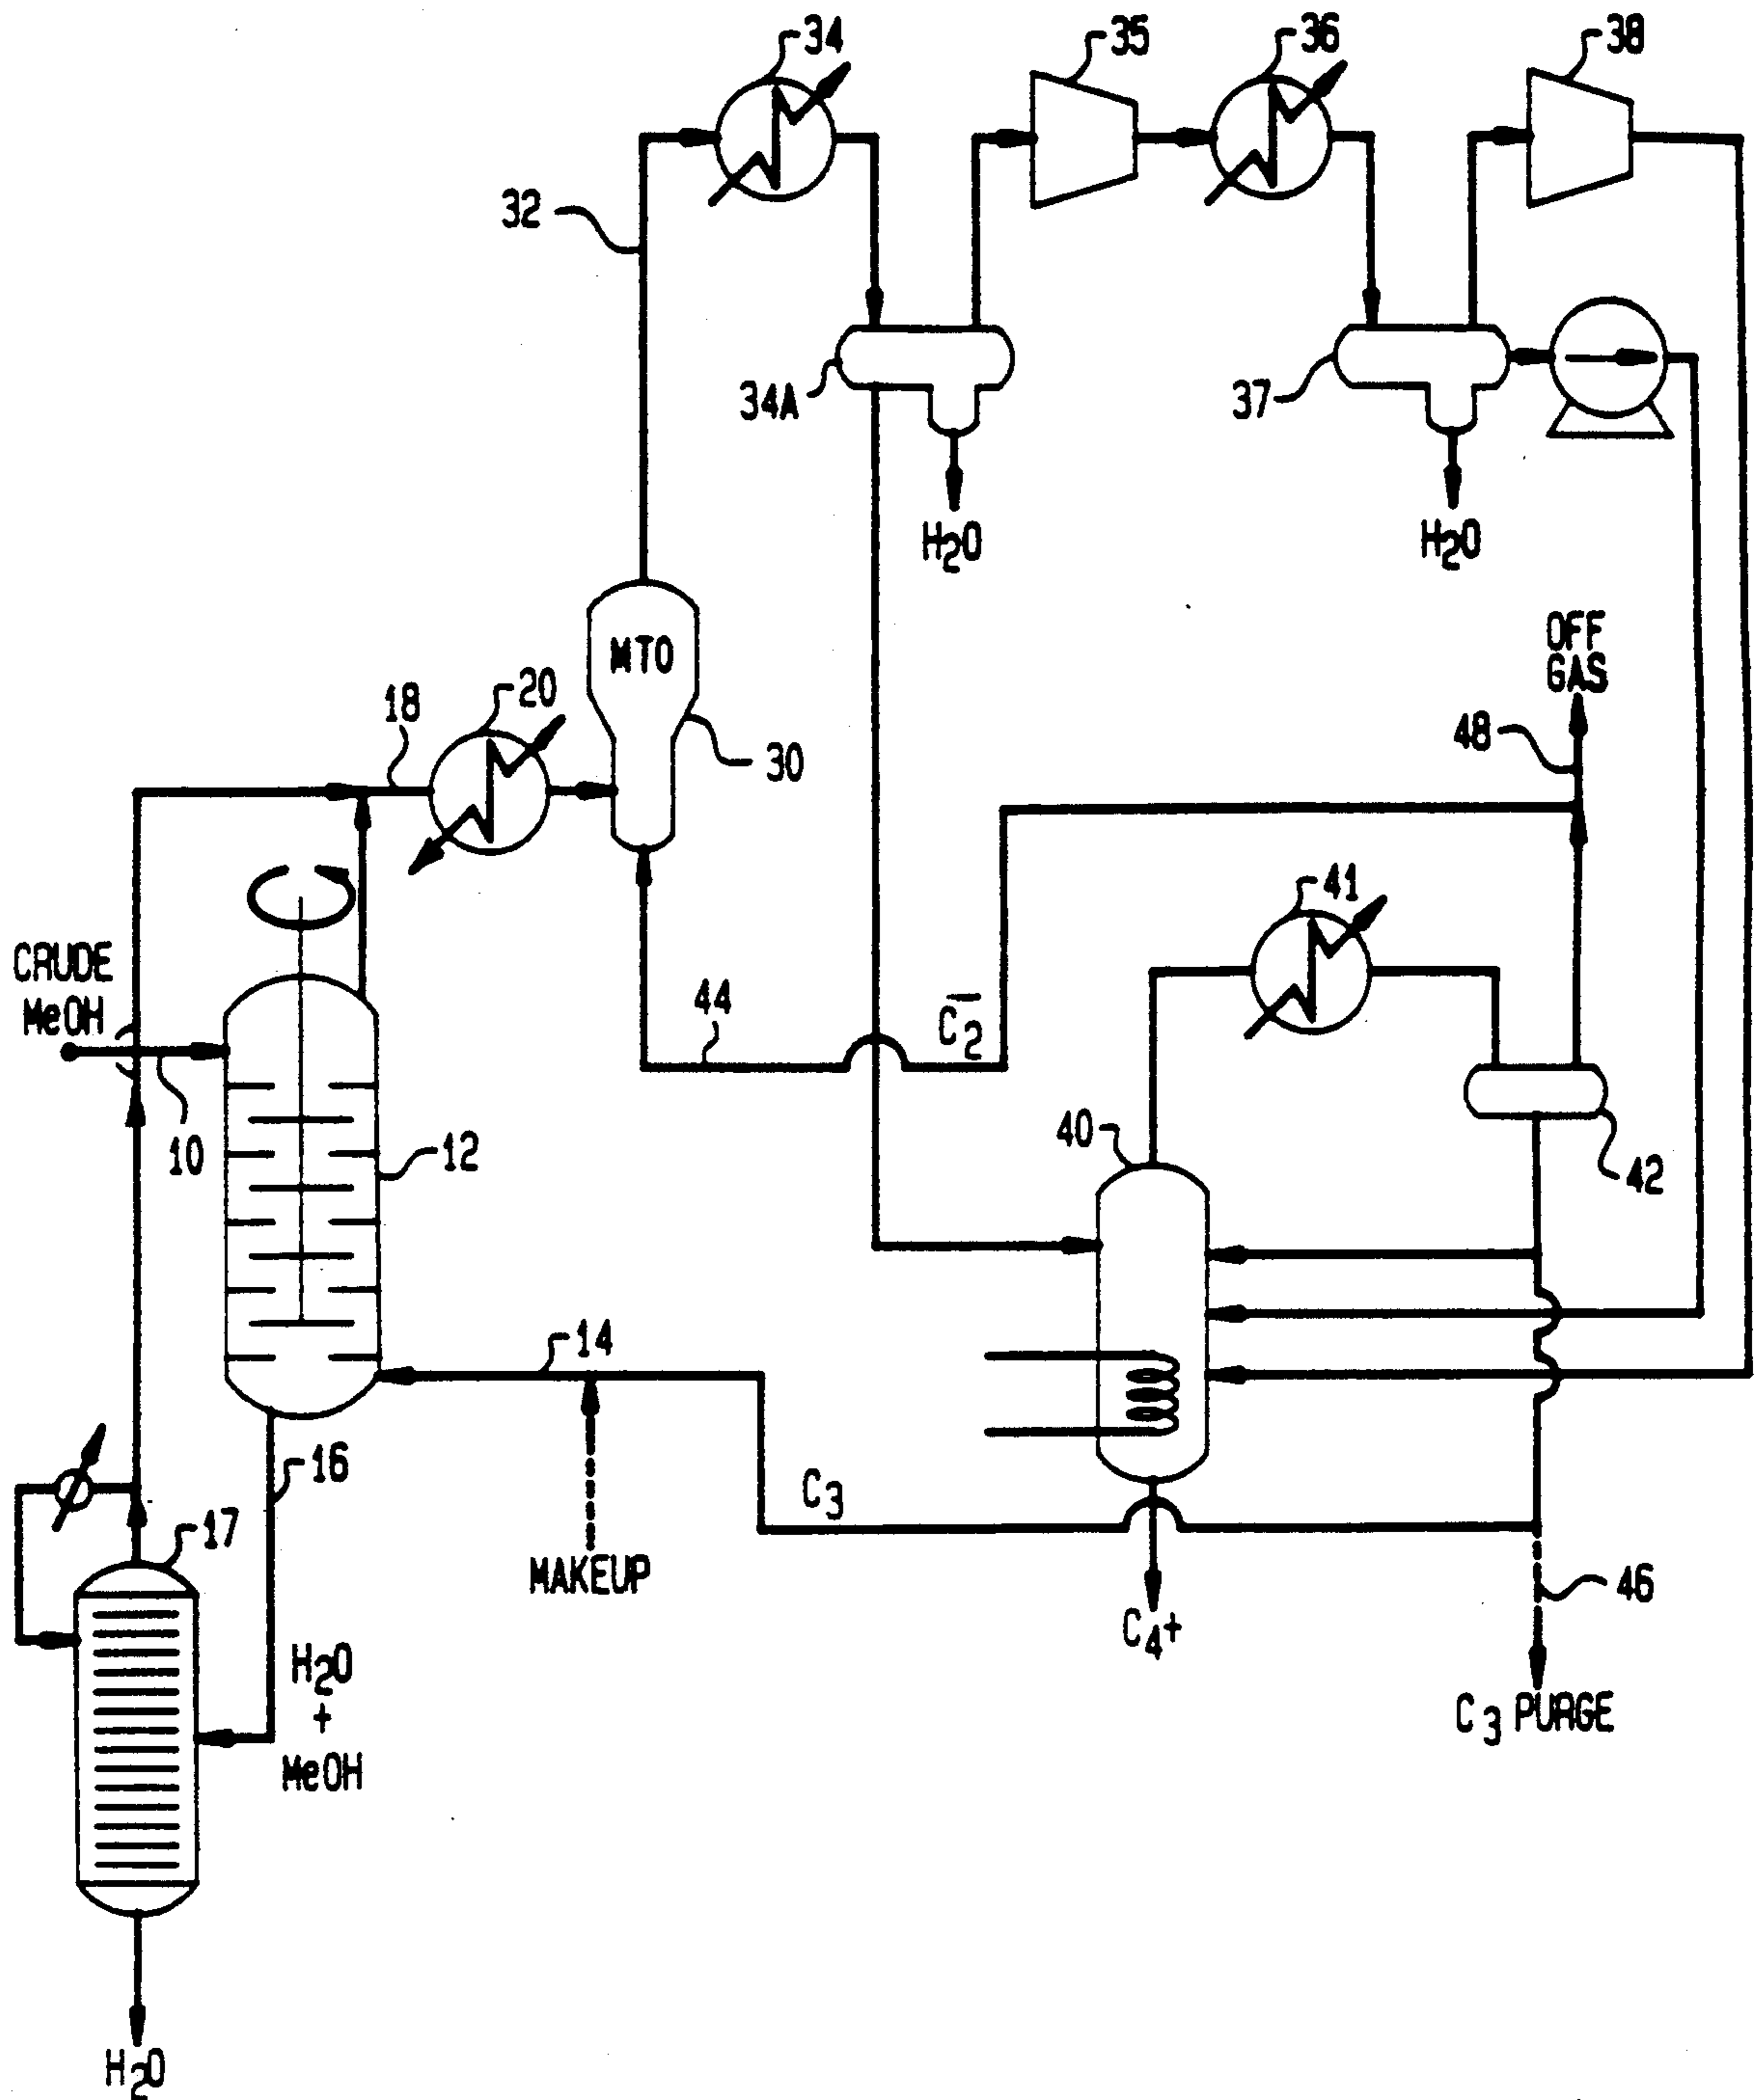 34
35
36
38
32
34A
37
H2O
H2O
OFF
GAS
MTO
20
18
48
30
41
CRUDE
MeOH
44
C2-
10
12
40
42
14
16
C3
17
MAKEUP
46
C4+
H2O
+
MeOH
C3 PURGE
H2O